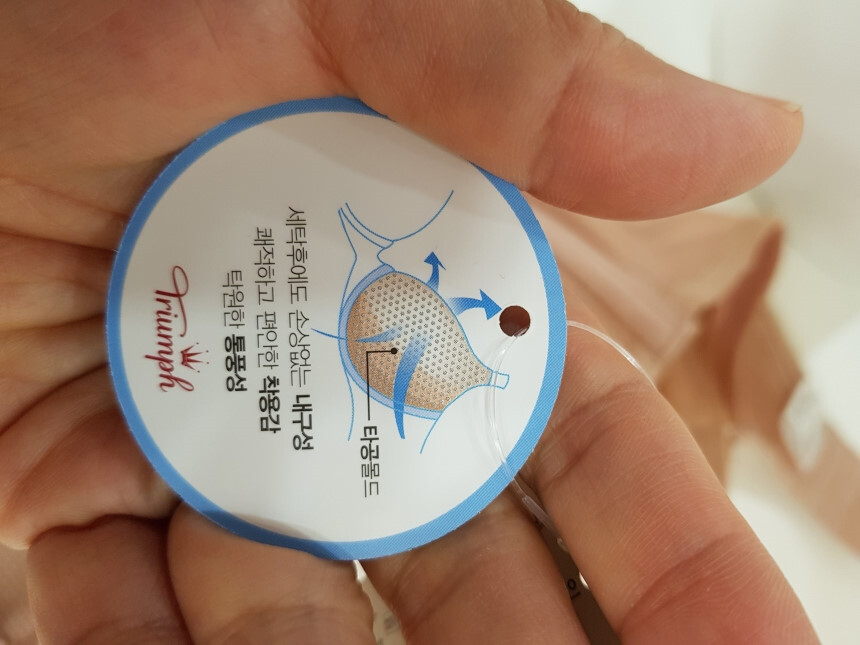 타공몰드
세탁후에도 손상없는 내구성
쾌적하고 편안한 착용감
탁월한 통풍성
Triumph